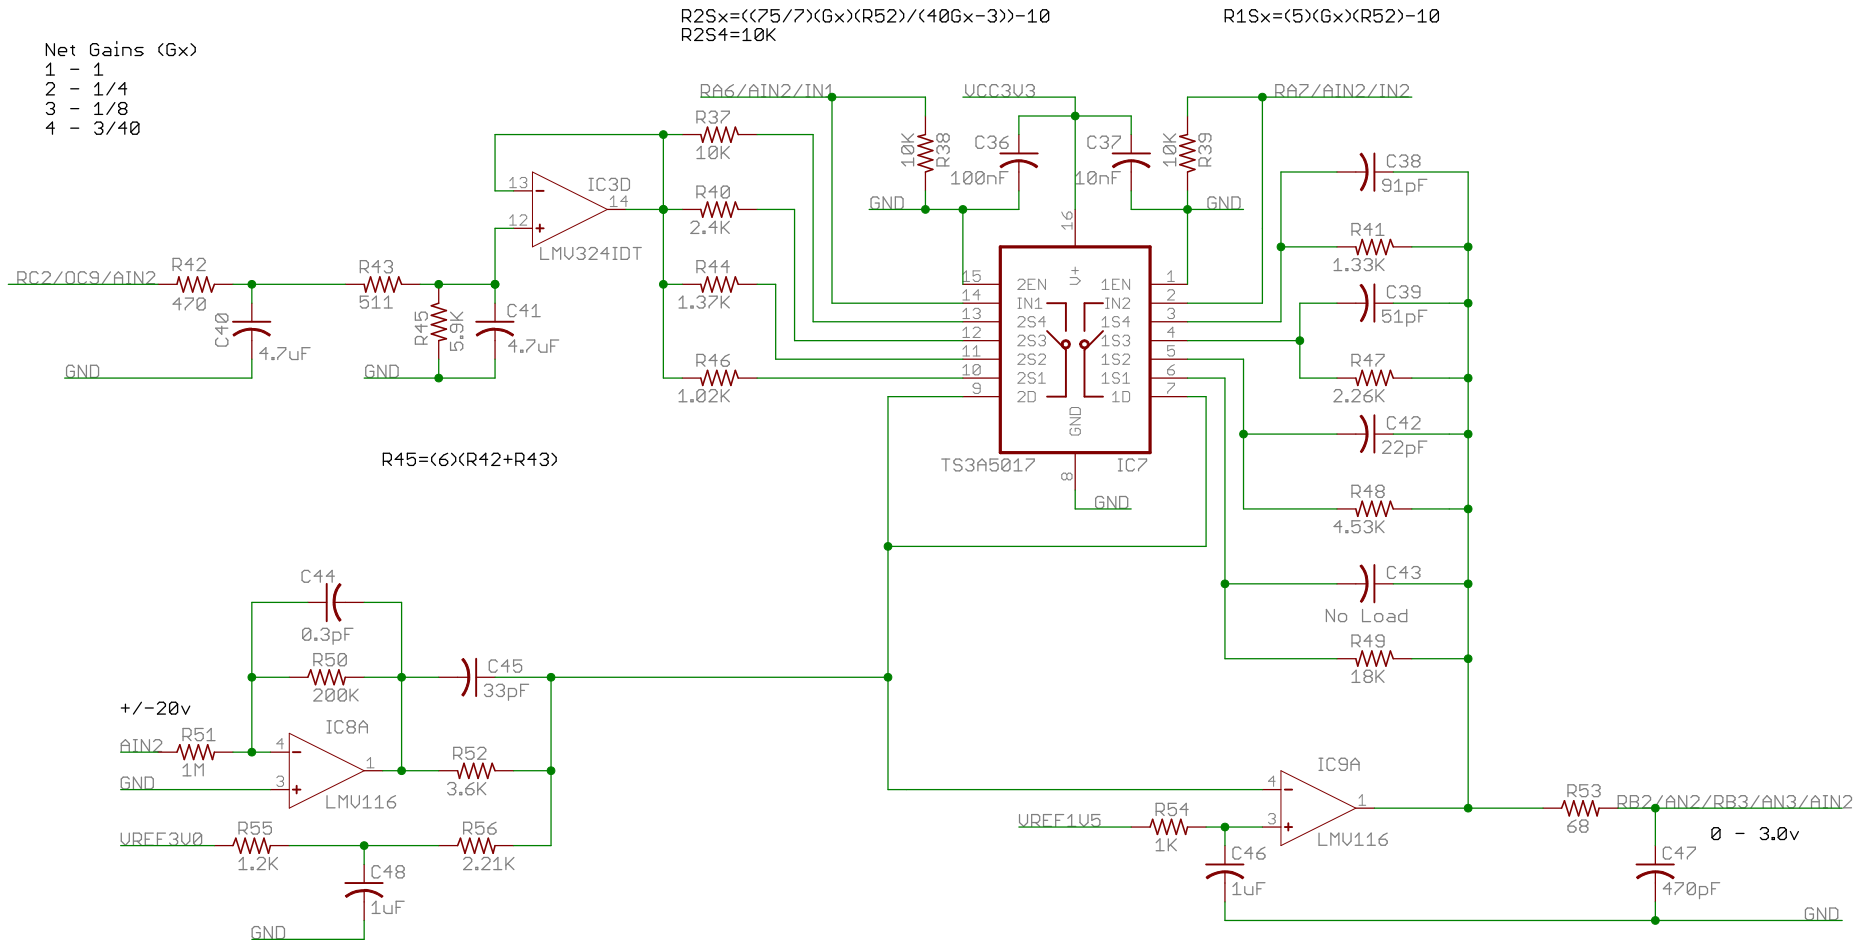 R2Sx=((75/7)(Gx)(R52)/(40Gx-3))-10
R2S4=10K
R1Sx=(5)(Gx)(R52)-10
Net Gains (Gx)
1 - 1
2 - 1/4
3 - 1/8
4 - 3/40
RA6/AIN2/IN1
VCC3V3
RA7/AIN2/IN2
R37
10K
10K
R38
C36
100nF
C37
10nF
10K
R39
C38
91pF
13
12
14
IC3D
LMV324IDT
R40
2.4K
GND
GND
16
R41
1.33K
RC2/OC9/AIN2
R42
470
R43
511
R44
1.37K
C40
4.7uF
R45
5.9K
C41
4.7uF
GND
GND
R46
1.02K
15
14
13
12
11
10
9
2EN
IN1
2S4
2S3
2S2
2S1
2D
V+
GND
1EN
IN2
1S4
1S3
1S2
1S1
1D
1
2
3
4
5
6
7
C39
51pF
R47
2.26K
C42
22pF
R45=(6)(R42+R43)
TS3A5017
IC7
8
GND
R48
4.53K
C44
0.3pF
C43
No Load
R50
200K
C45
33pF
R49
18K
+/-20v
AIN2
R51
1M
IC8A
4
3
1
LMV116
GND
R52
3.6K
VREF3V0
R55
1.2K
R56
2.21K
C48
1uF
GND
VREF1V5
R54
1K
IC9A
4
3
1
LMV116
C46
1uF
R53
68
RB2/AN2/RB3/AN3/AIN2
0 - 3.0v
C47
470pF
GND